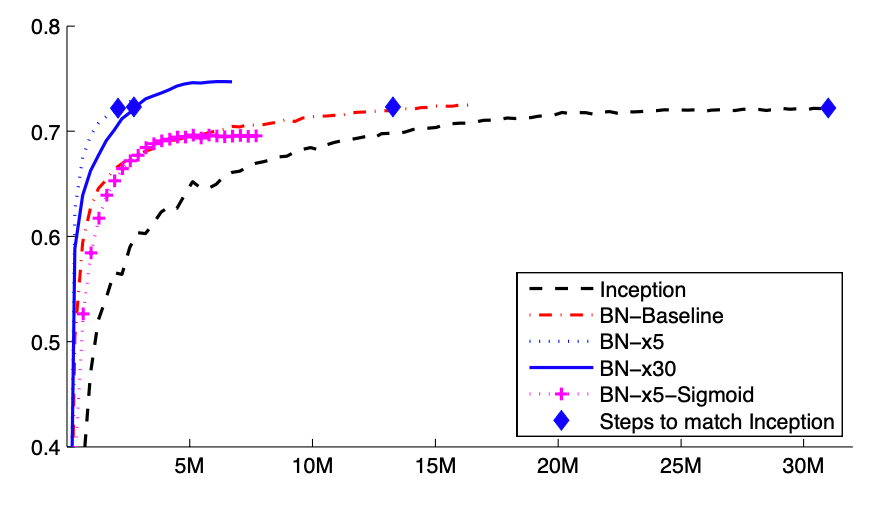 0.8
0.7
0.6
0.5
0.4
5M 10M 15M 20M 25M 30M
Inception
BN−Baseline
BN−x5
BN−x30
BN−x5−Sigmoid
Steps to match Inception